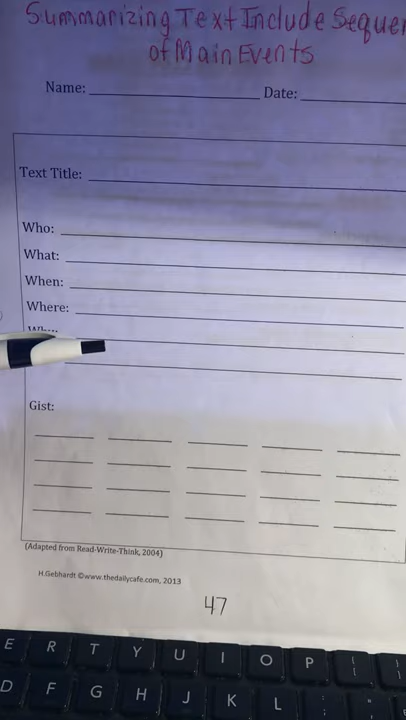 Summarizing Text Include Sequen
of Main Events
Name: Date:
Text Title:
Who:
What:
When:
Where:
Gist:
(Adapted from Read-Write-Think, 2004)
H.Gebhardt ©www.thedailycafe.com, 2013
47
E R T Y U I O P { [ }
D F G H J K L : ; "